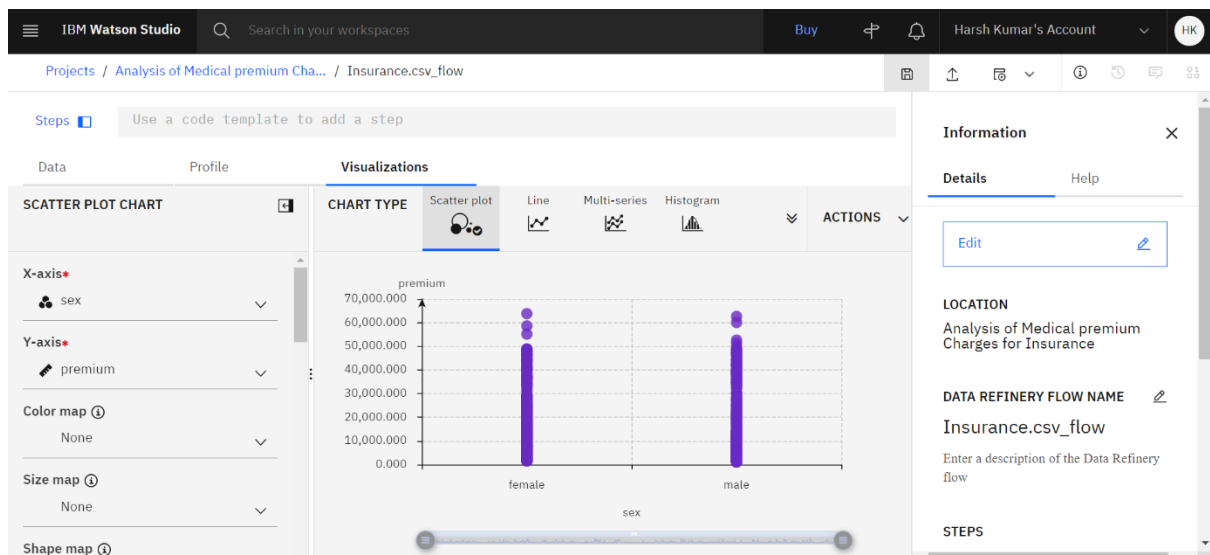 IBM Watson Studio
Search in your workspaces
Buy
Harsh Kumar's Account
HK
Projects / Analysis of Medical premium Cha... / Insurance.csv_flow
Steps
Use a code template to add a step
Data
Profile
Visualizations
SCATTER PLOT CHART
X-axis*
sex
Y-axis*
premium
Color map
None
Size map
None
Shape map
CHART TYPE
Scatter plot
Line
Multi-series
Histogram
ACTIONS
premium
70,000.000
60,000.000
50,000.000
40,000.000
30,000.000
20,000.000
10,000.000
0.000
female
male
sex
Information
Details
Help
Edit
LOCATION
Analysis of Medical premium
Charges for Insurance
DATA REFINERY FLOW NAME
Insurance.csv_flow
Enter a description of the Data Refinery
flow
STEPS